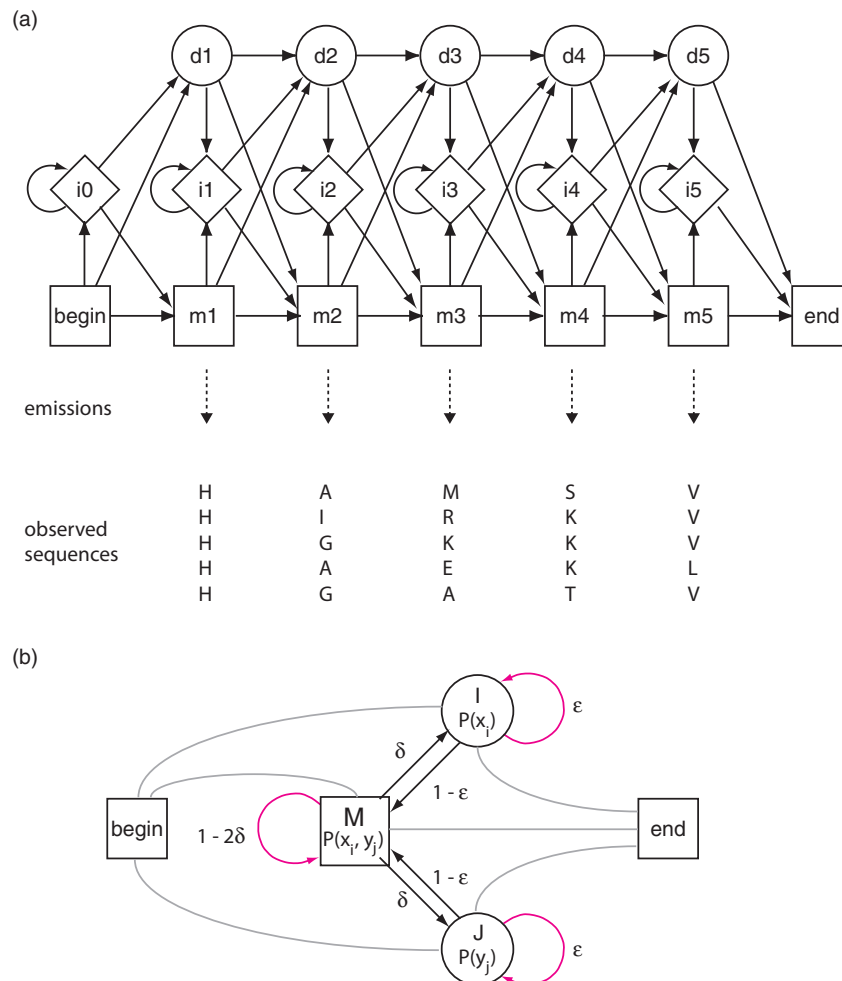 (a)
d1 d2 d3 d4 d5
i0 i1 i2 i3 i4 i5
begin m1 m2 m3 m4 m5 end
emissions
H A M S V
H I R K V
observed sequences
H G K K V
H A E K L
H G A T V
(b)
I
P(x_i)
ε
δ
1 - ε
begin
1 - 2δ
M
P(x_i, y_j)
end
1 - ε
δ
J
P(y_j)
ε